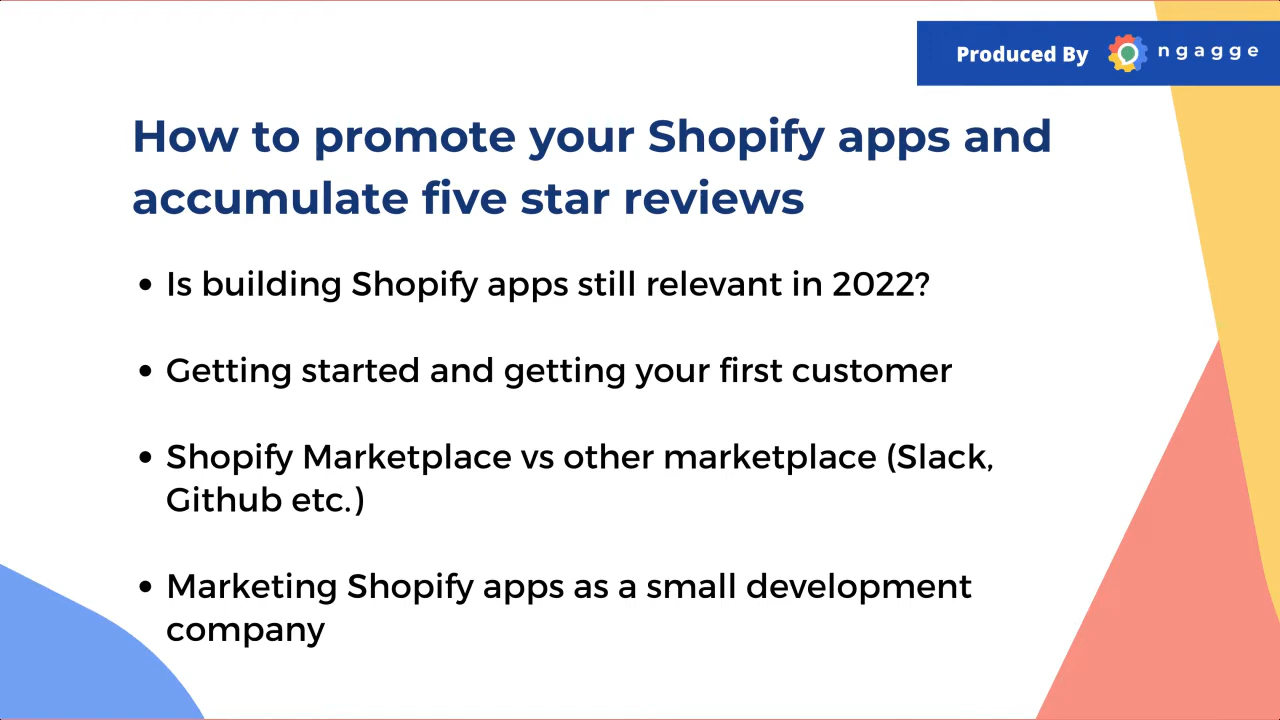 Produced By ngagge
How to promote your Shopify apps and
accumulate five star reviews
• Is building Shopify apps still relevant in 2022?
• Getting started and getting your first customer
• Shopify Marketplace vs other marketplace (Slack,
Github etc.)
• Marketing Shopify apps as a small development
company